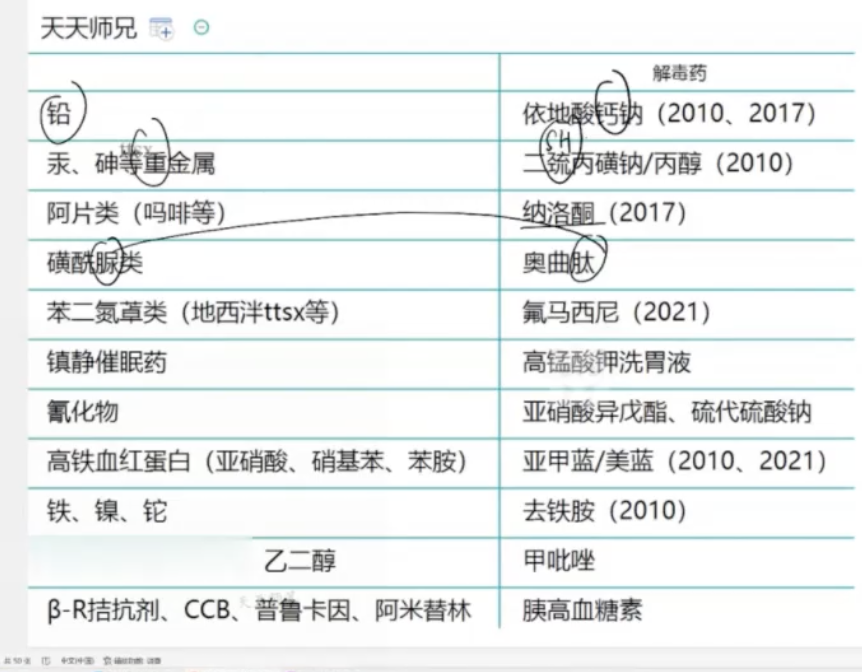 天天师兄
解毒药
铅 依地酸钙钠（2010、2017）
SH
ttsx
汞、砷等重金属 二巯丙磺钠/丙醇（2010）
阿片类（吗啡等） 纳洛酮（2017）
磺酰脲类 奥曲肽
苯二氮䓬类（地西泮ttsx等） 氟马西尼（2021）
镇静催眠药 高锰酸钾洗胃液
氰化物 亚硝酸异戊酯、硫代硫酸钠
高铁血红蛋白（亚硝酸、硝基苯、苯胺） 亚甲蓝/美蓝（2010、2021）
铁、镍、铊 去铁胺（2010）
乙二醇 甲吡唑
β-R拮抗剂、CCB、普鲁卡因、阿米替林 胰高血糖素